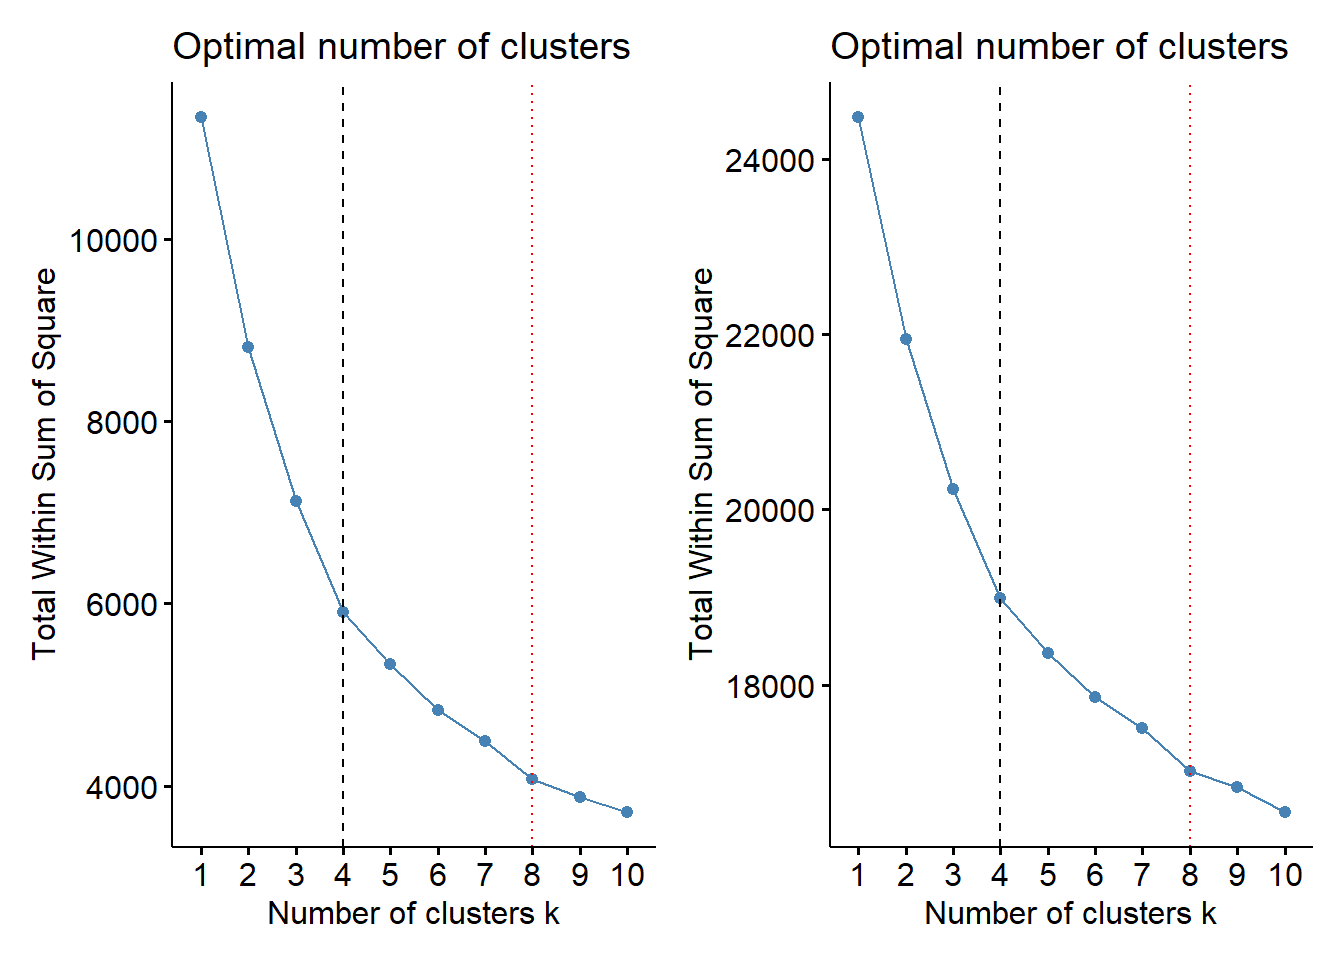 Optimal number of clusters
Total Within Sum of Square
10000
8000
6000
4000
1 2 3 4 5 6 7 8 9 10
Number of clusters k
Optimal number of clusters
Total Within Sum of Square
24000
22000
20000
18000
1 2 3 4 5 6 7 8 9 10
Number of clusters k